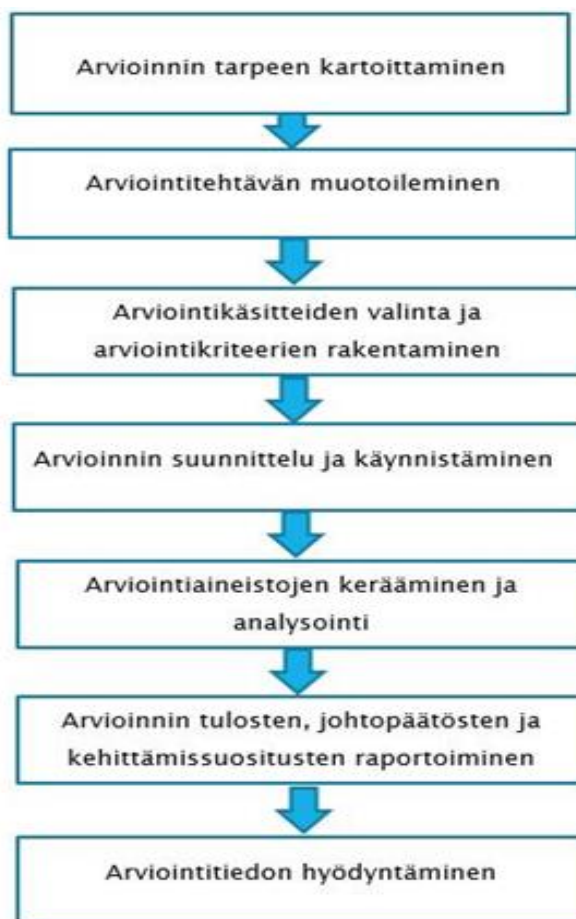 Arvioinnin tarpeen kartoittaminen
Arviointitehtävän muotoileminen
Arviointikäsitteiden valinta ja
arviointikriteerien rakentaminen
Arvioinnin suunnittelu ja käynnistäminen
Arviointiaineistojen kerääminen ja
analysointi
Arvioinnin tulosten, johtopäätösten ja
kehittämissuositusten raportoiminen
Arviointitiedon hyödyntäminen